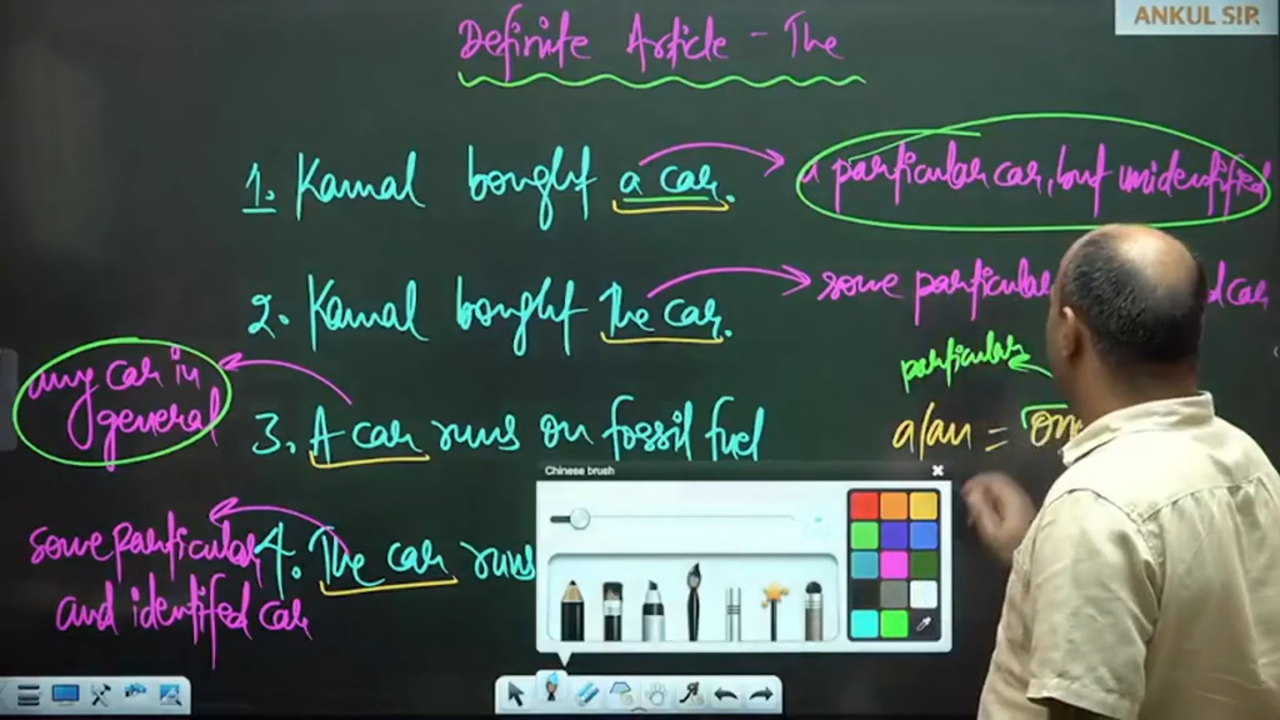 ANKUL SIR
Definite Article - The
1. Kamal bought a car.
a particular car, but unidentified
2. Kamal bought The car.
some particular
car
particular
any car in
general
3. A car runs on fossil fuel
a/an =
some particular
and identifed car
4. The car runs
Chinese brush